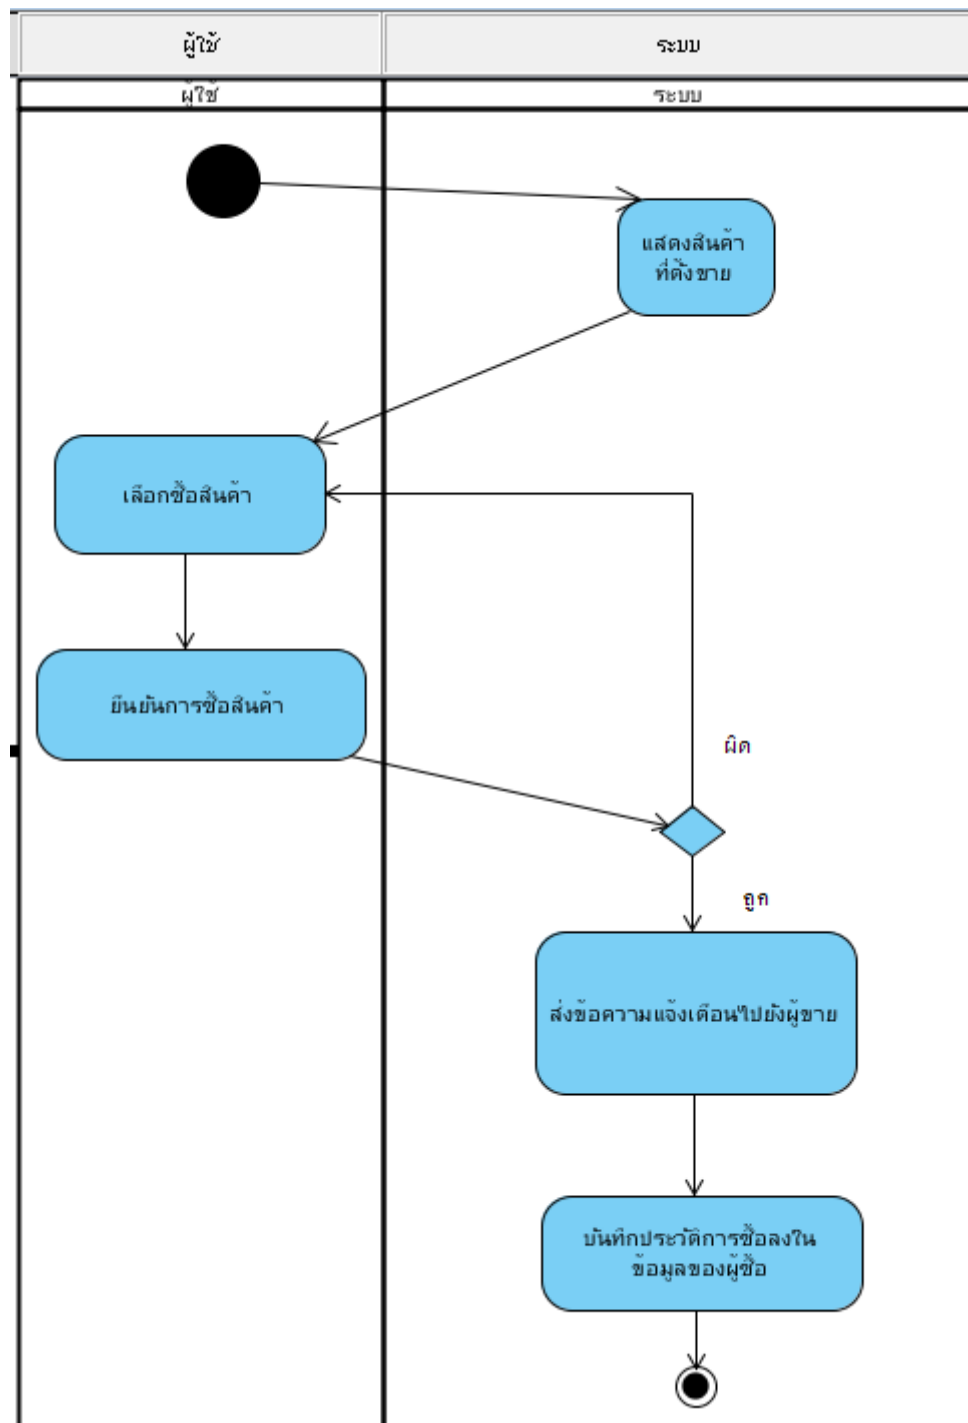 ผู้ใช้
ระบบ
ผู้ใช้
ระบบ
แสดงสินค้า
ที่ตั้งขาย
เลือกซื้อสินค้า
ยืนยันการซื้อสินค้า
ผิด
ถูก
ส่งข้อความแจ้งเตือนไปยังผู้ขาย
บันทึกประวัติการซื้อลงใน
ข้อมูลของผู้ซื้อ